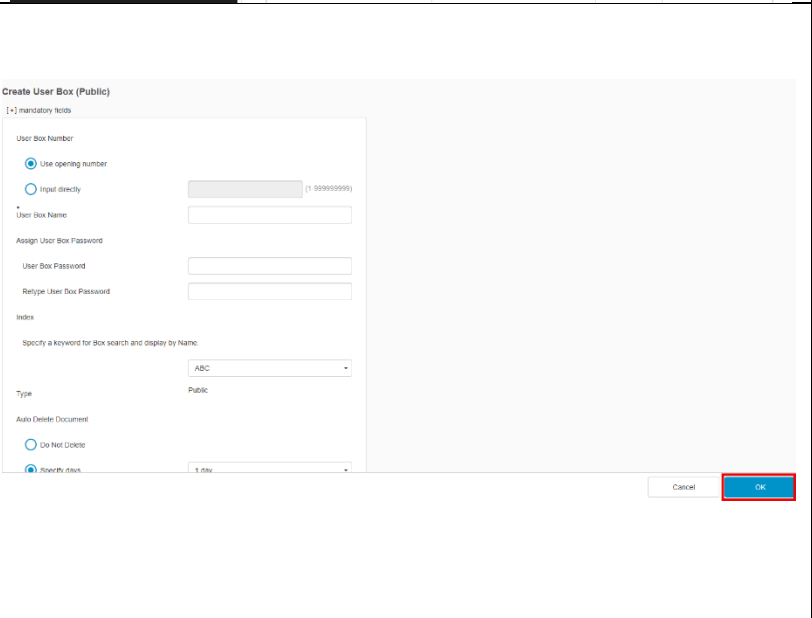 Create User Box (Public)
[*] mandatory fields
User Box Number
Use opening number
Input directly (1-999999999)
*
User Box Name
Assign User Box Password
User Box Password
Retype User Box Password
Index
Specify a keyword for Box search and display by Name.
ABC
Type Public
Auto Delete Document
Do Not Delete
Specify days 1 day
Cancel OK